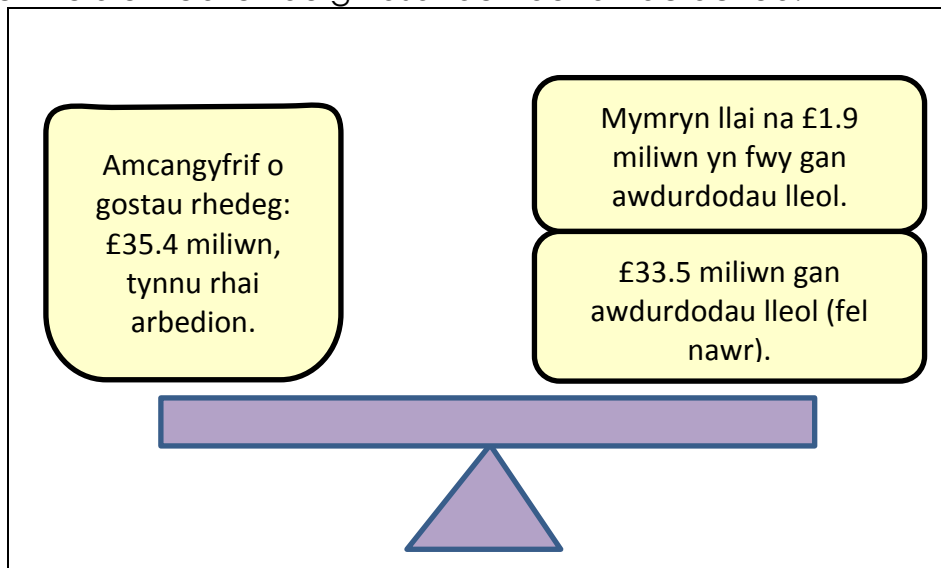 Amcangyfrif o
gostau rhedeg:
£35.4 miliwn,
tynnu rhai
arbedion.
Mymryn llai na £1.9
miliwn yn fwy gan
awdurdodau lleol.
£33.5 miliwn gan
awdurdodau lleol (fel
nawr).